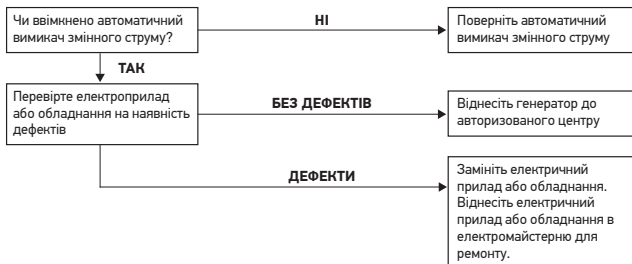 Чи ввімкнено автоматичний
вимикач змінного струму?
НІ
Поверніть автоматичний
вимикач змінного струму
ТАК
Перевірте електроприлад
або обладнання на наявність
дефектів
БЕЗ ДЕФЕКТІВ
Віднесіть генератор до
авторизованого центру
ДЕФЕКТИ
Замініть електричний
прилад або обладнання.
Віднесіть електричний
прилад або обладнання в
електромайстерню для
ремонту.